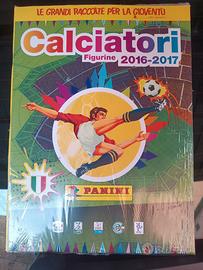 LE GRANDI RACCOLTE PER LA GIOVENTÙ
Calciatori
Figurine 2016-2017
PANINI